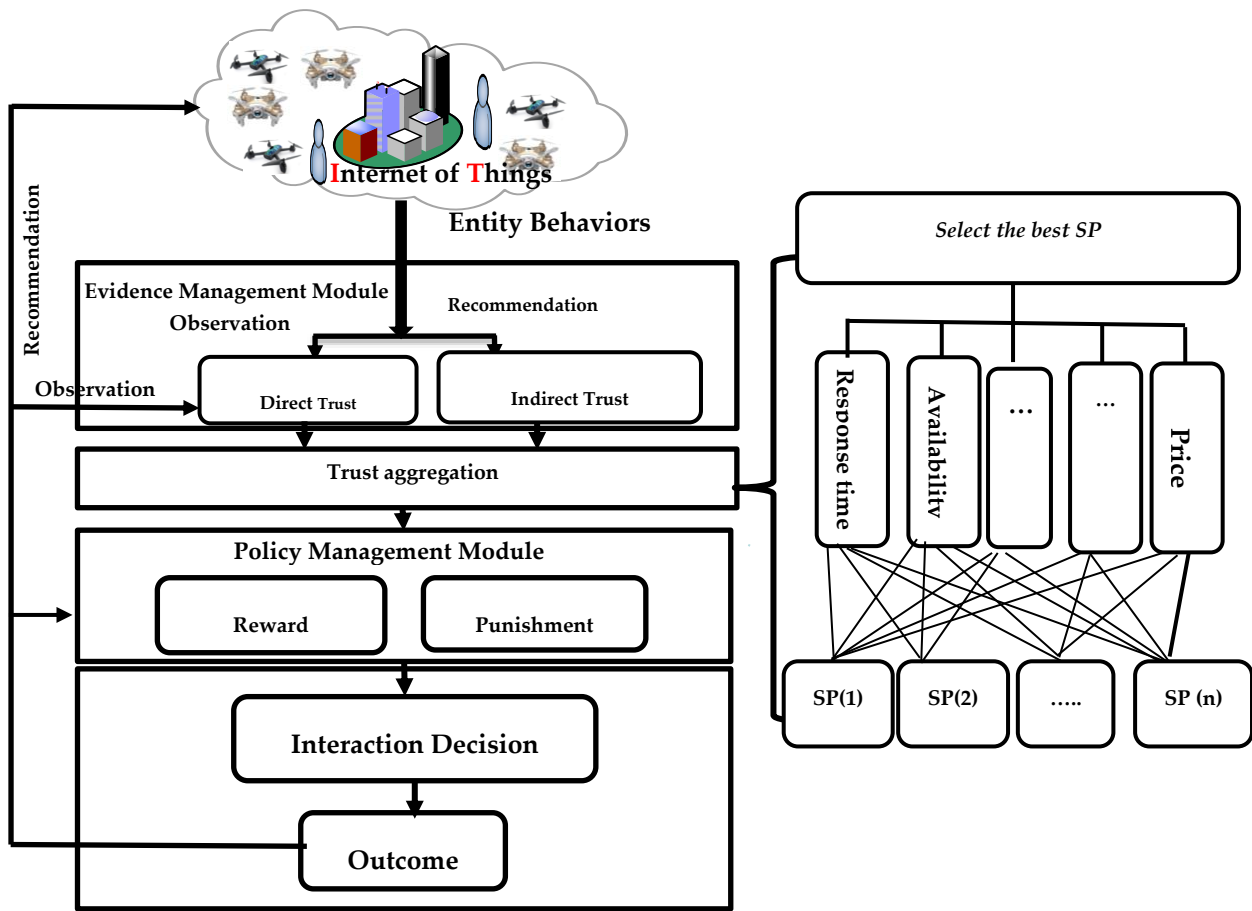 Internet of Things
Entity Behaviors
Recommendation
Evidence Management Module
Observation
Recommendation
Observation
Direct Trust
Indirect Trust
Trust aggregation
Policy Management Module
Reward
Punishment
Interaction Decision
Outcome
Select the best SP
Response time
Availability
...
...
Price
SP(1)
SP(2)
…..
SP (n)